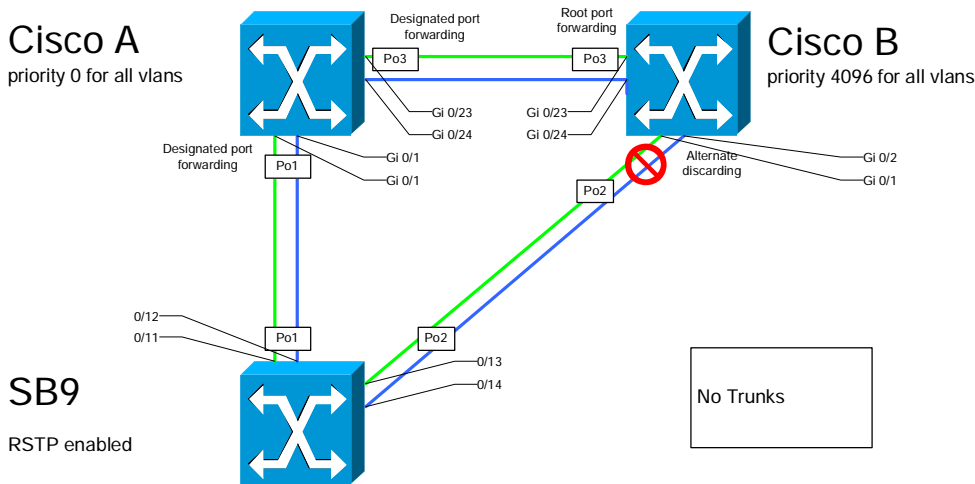 Cisco A
priority 0 for all vlans
Designated port
forwarding
Root port
forwarding
Cisco B
priority 4096 for all vlans
Po3
Po3
Gi 0/23
Gi 0/24
Gi 0/23
Gi 0/24
Designated port
forwarding
Po1
Gi 0/1
Gi 0/1
Alternate
discarding
Gi 0/2
Gi 0/1
Po2
0/12
0/11
Po1
Po2
0/13
0/14
SB9
RSTP enabled
No Trunks